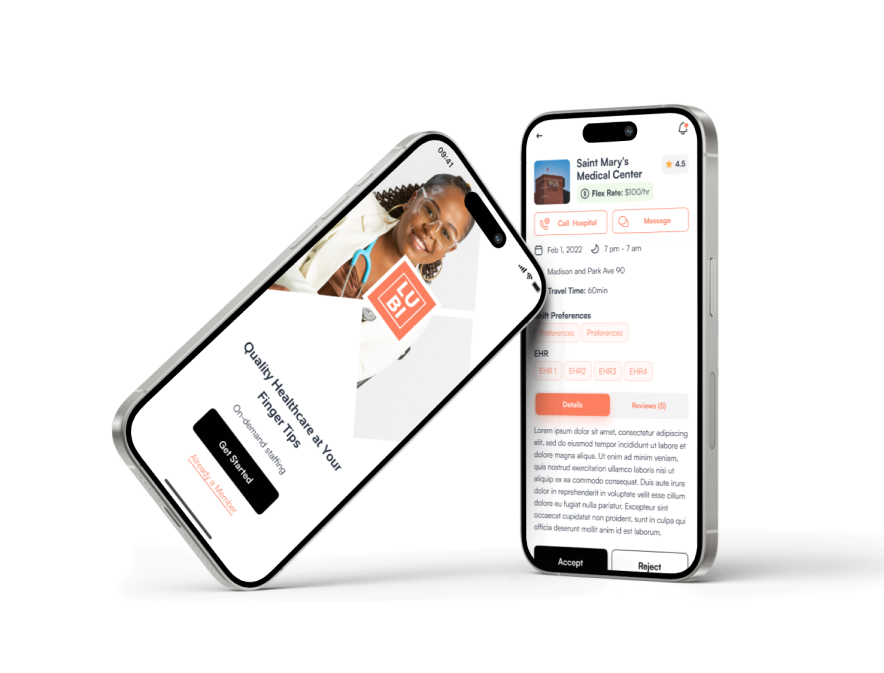 09:41
LU
BI
Quality Healthcare at Your
Finger Tips
On-demand staffing
Get Started
Already a Member
Saint Mary's
Medical Center
4.5
Flex Rate: $100/hr
Call Hospital
Message
Feb 1, 2022
7 pm - 7 am
Madison and Park Ave 90
Travel Time: 60min
Shift Preferences
Preferences
Preferences
EHR
EHR 1
EHR2
EHR3
EHR4
Details
Reviews (5)
Lorem ipsum dolor sit amet, consectetur adipiscing
elit, sed do eiusmod tempor incididunt ut labore et
dolore magna aliqua. Ut enim ad minim veniam,
quis nostrud exercitation ullamco laboris nisi ut
aliquip ex ea commodo consequat. Duis aute irure
dolor in reprehenderit in voluptate velit esse cillum
dolore eu fugiat nulla pariatur. Excepteur sint
occaecat cupidatat non proident, sunt in culpa qui
officia deserunt mollit anim id est laborum.
Accept
Reject